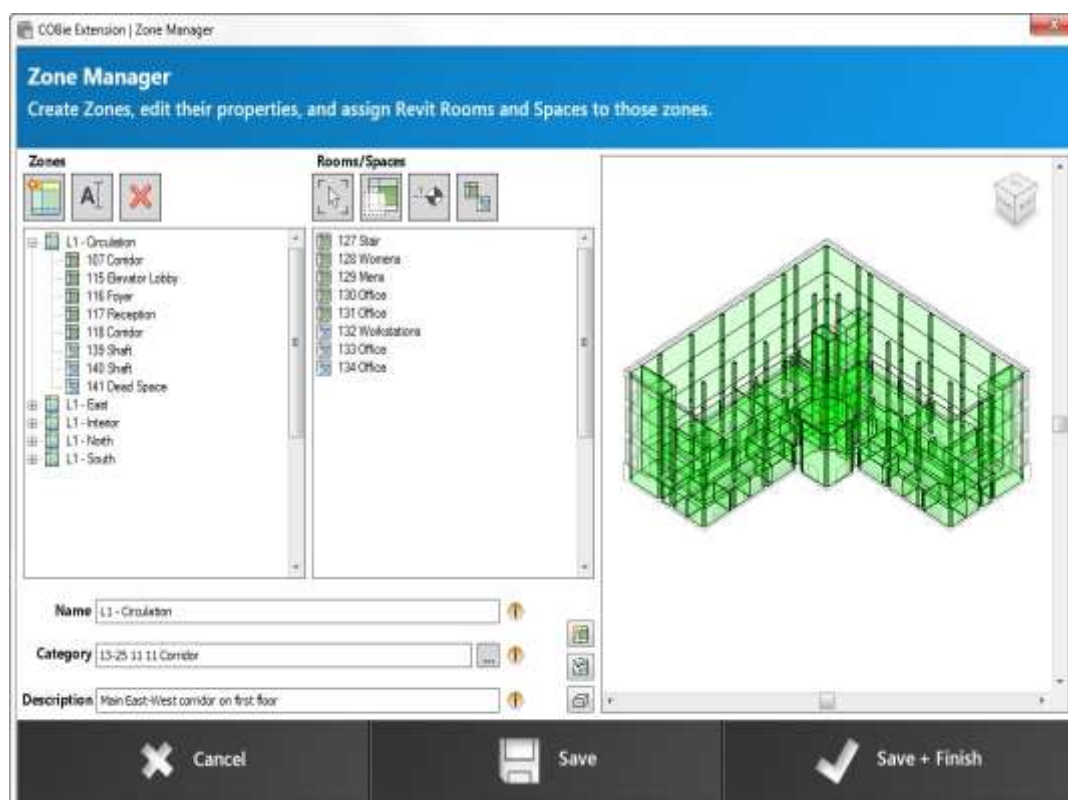 COBie Extension | Zone Manager
Zone Manager
Create Zones, edit their properties, and assign Revit Rooms and Spaces to those zones.
Zones
Rooms/Spaces
L1 - Circulation
107 Corridor
115 Elevator Lobby
116 Foyer
117 Reception
118 Corridor
139 Shaft
140 Shaft
141 Dead Space
L1 - East
L1 - Interior
L1 - North
L1 - South
127 Stair
128 Womens
129 Mens
130 Office
131 Office
132 Workstations
133 Office
134 Office
Name L1 - Circulation
Category 13-25 11 11 Corridor ...
Description Main East-West corridor on first floor
Cancel
Save
Save + Finish